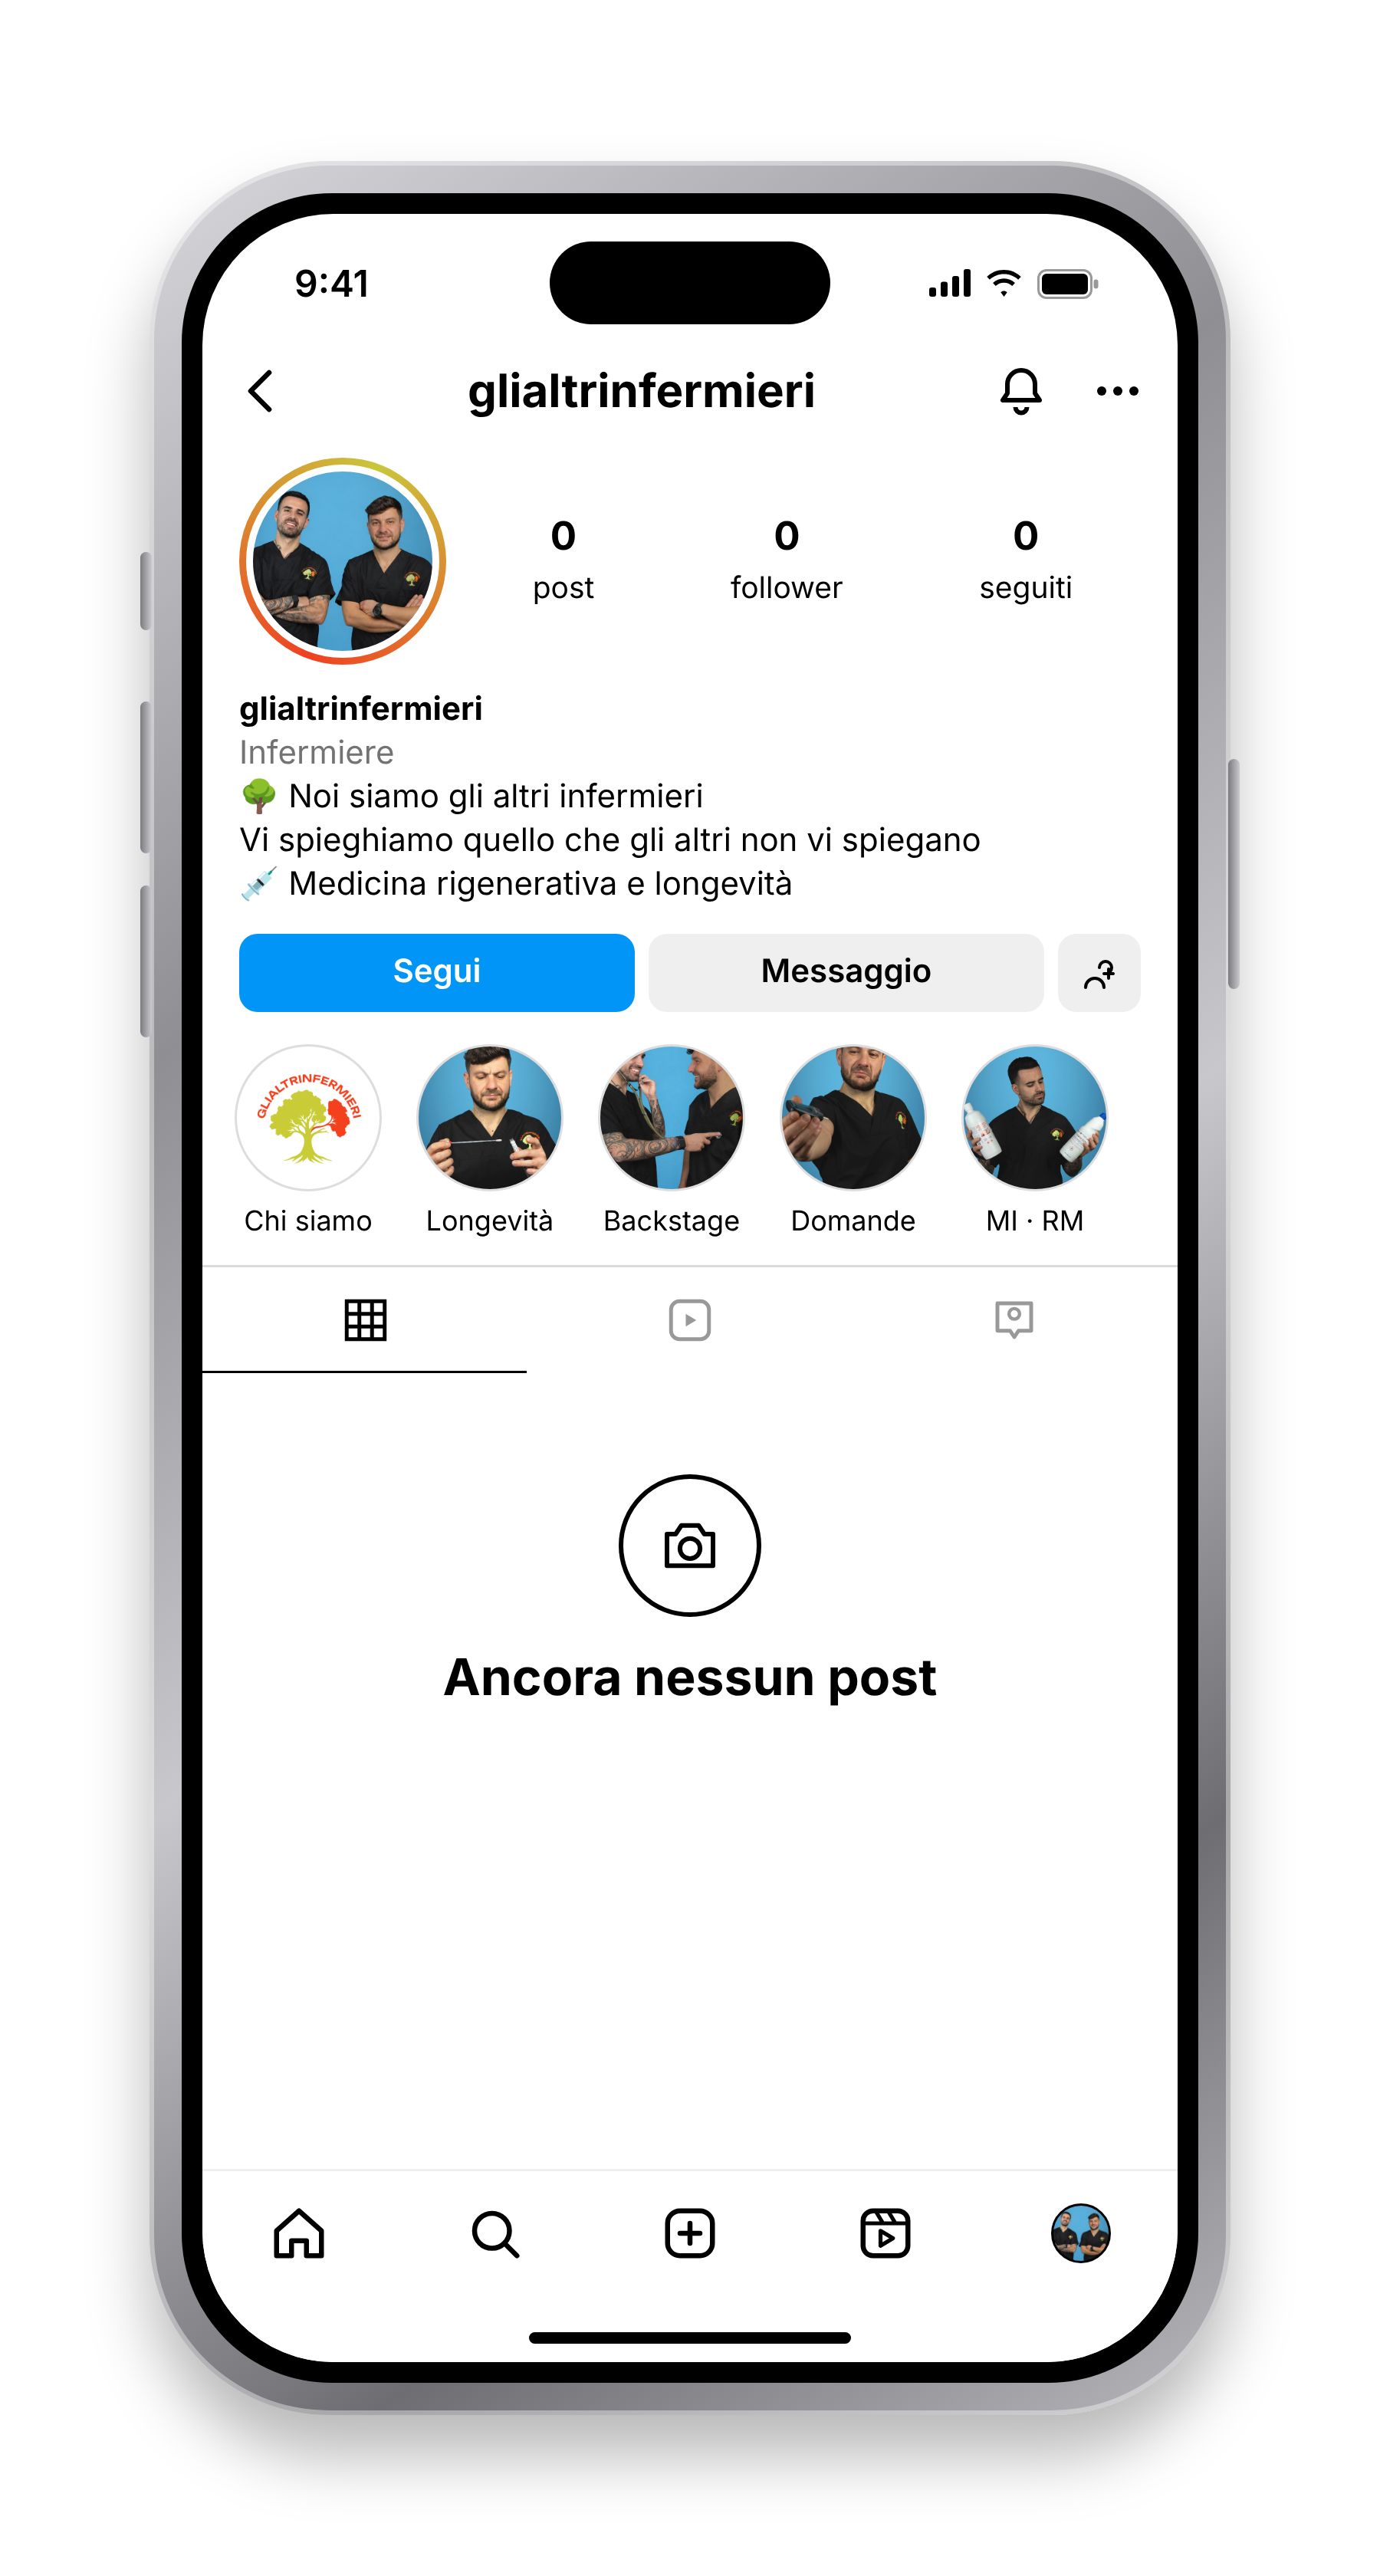 9:41
glialtrinfermieri
0
post
0
follower
0
seguiti
glialtrinfermieri
Infermiere
🌳 Noi siamo gli altri infermieri
Vi spieghiamo quello che gli altri non vi spiegano
💉 Medicina rigenerativa e longevità
Segui
Messaggio
GLIALTRINFERMIERI
Chi siamo
Longevità
Backstage
Domande
MI · RM
Ancora nessun post